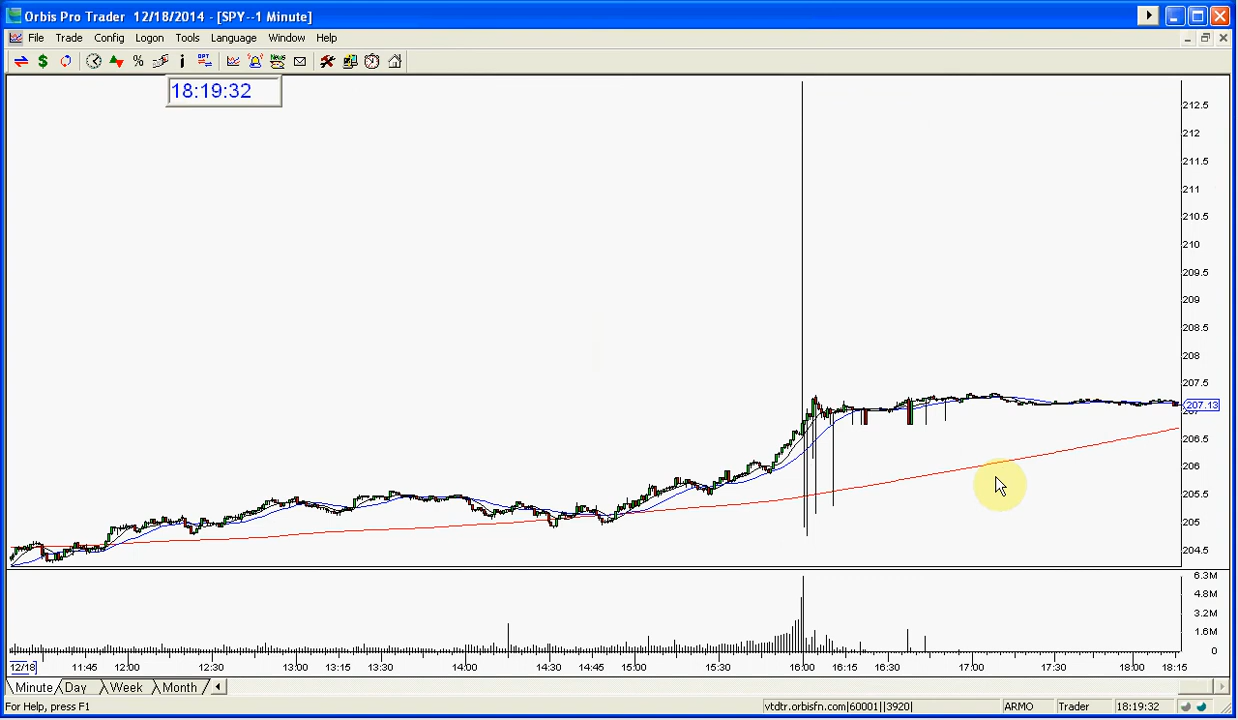 Orbis Pro Trader 12/18/2014 - [SPY--1 Minute]
File Trade Config Logon Tools Language Window Help
$ % i OPT News
18:19:32
212.5
212
211.5
211
210.5
210
209.5
209
208.5
208
207.5
207.13
206.5
206
205.5
205
204.5
6.3M
4.8M
3.2M
1.6M
0
12/18 11:45 12:00 12:30 13:00 13:15 13:30 14:00 14:30 14:45 15:00 15:30 16:00 16:15 16:30 17:00 17:30 18:00 18:15
Minute Day Week Month
For Help, press F1 vtdtr.orbisfn.com|60001||3920| ARMO Trader 18:19:32